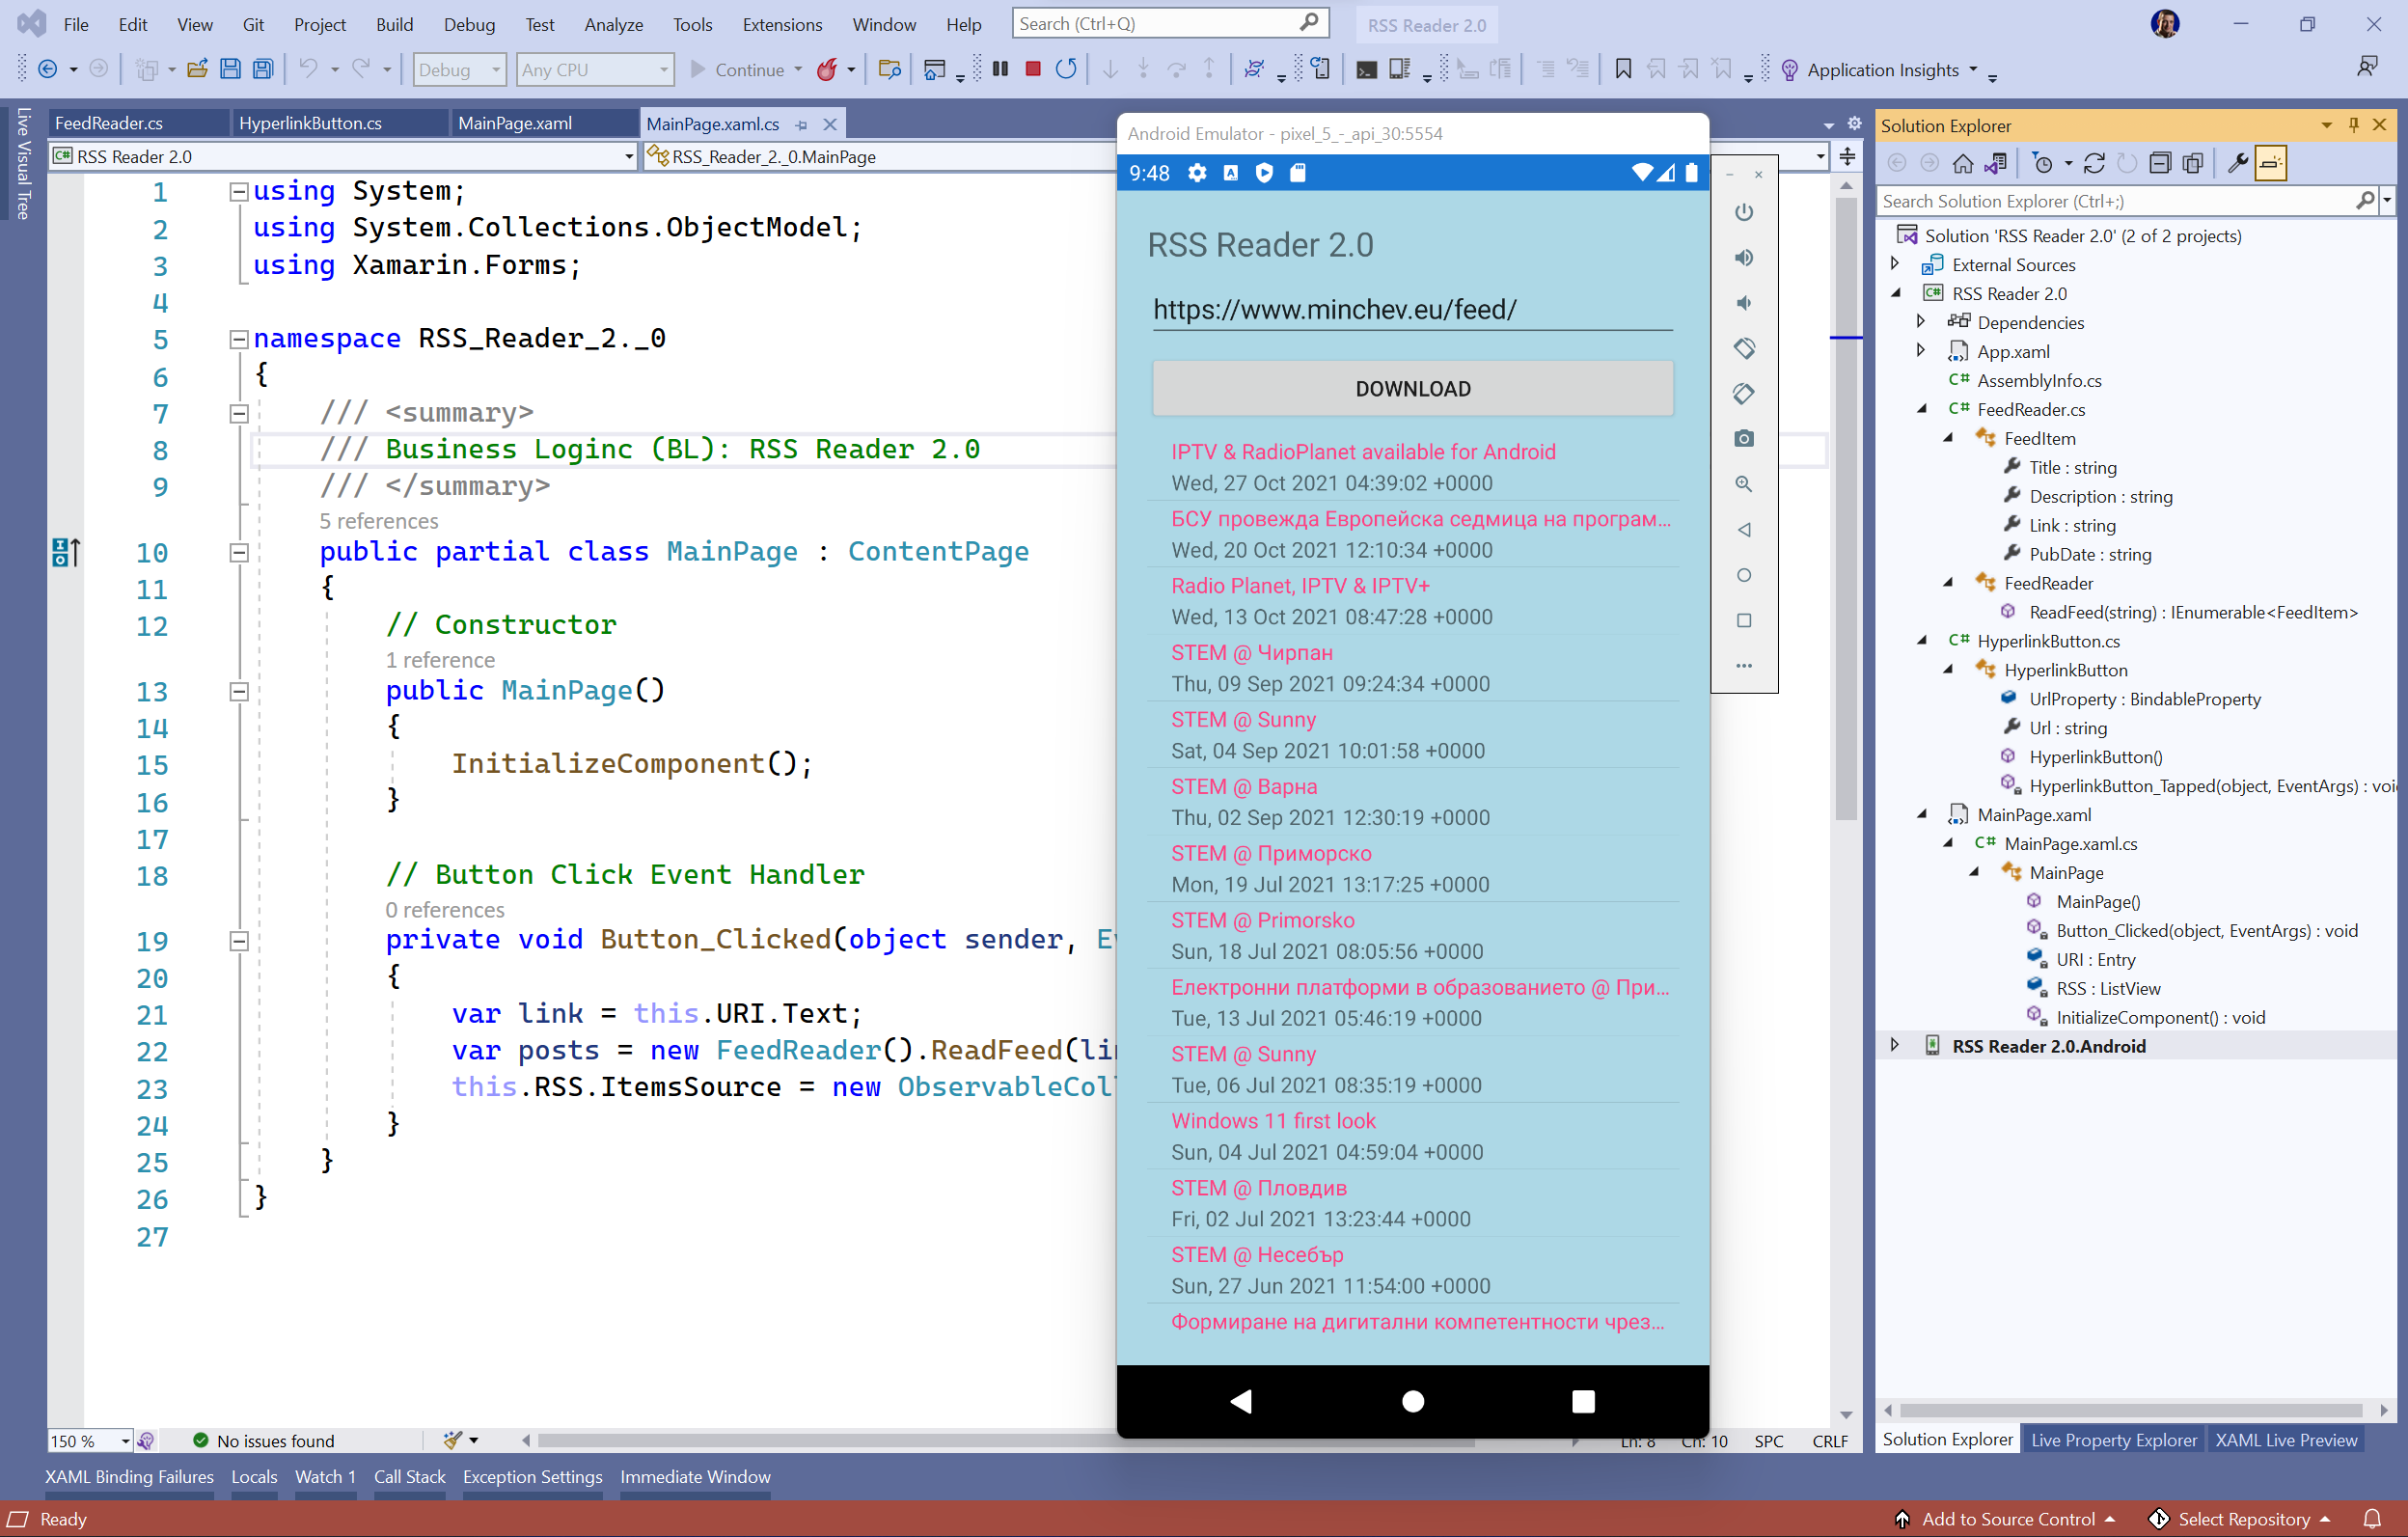 File Edit View Git Project Build Debug Test Analyze Tools Extensions Window Help Search (Ctrl+Q) RSS Reader 2.0
Debug Any CPU Continue Application Insights
Live Visual Tree
FeedReader.cs HyperlinkButton.cs MainPage.xaml MainPage.xaml.cs
C# RSS Reader 2.0 RSS_Reader_2._0.MainPage
1 using System;
2 using System.Collections.ObjectModel;
3 using Xamarin.Forms;
4
5 namespace RSS_Reader_2._0
6 {
7 /// <summary>
8 /// Business Loginc (BL): RSS Reader 2.0
9 /// </summary>
5 references
10 public partial class MainPage : ContentPage
11 {
12 // Constructor
1 reference
13 public MainPage()
14 {
15 InitializeComponent();
16 }
17
18 // Button Click Event Handler
0 references
19 private void Button_Clicked(object sender,
20 {
21 var link = this.URI.Text;
22 var posts = new FeedReader().ReadFeed(
23 this.RSS.ItemsSource = new
24 }
25 }
26 }
27
150 % No issues found Ln: 8 Ch: 10 SPC CRLF
Android Emulator - pixel_5_-_api_30:5554
9:48
RSS Reader 2.0
https://www.minchev.eu/feed/
DOWNLOAD
IPTV & RadioPlanet available for Android
Wed, 27 Oct 2021 04:39:02 +0000
БСУ провежда Европейска седмица на програм...
Wed, 20 Oct 2021 12:10:34 +0000
Radio Planet, IPTV & IPTV+
Wed, 13 Oct 2021 08:47:28 +0000
STEM @ Чирпан
Thu, 09 Sep 2021 09:24:34 +0000
STEM @ Sunny
Sat, 04 Sep 2021 10:01:58 +0000
STEM @ Варна
Thu, 02 Sep 2021 12:30:19 +0000
STEM @ Приморско
Mon, 19 Jul 2021 13:17:25 +0000
STEM @ Primorsko
Sun, 18 Jul 2021 08:05:56 +0000
Електронни платформи в образованието @ При...
Tue, 13 Jul 2021 05:46:19 +0000
STEM @ Sunny
Tue, 06 Jul 2021 08:35:19 +0000
Windows 11 first look
Sun, 04 Jul 2021 04:59:04 +0000
STEM @ Пловдив
Fri, 02 Jul 2021 13:23:44 +0000
STEM @ Несебър
Sun, 27 Jun 2021 11:54:00 +0000
Формиране на дигитални компетентности чрез...
Solution Explorer
Search Solution Explorer (Ctrl+;)
Solution 'RSS Reader 2.0' (2 of 2 projects)
External Sources
C# RSS Reader 2.0
Dependencies
App.xaml
C# AssemblyInfo.cs
C# FeedReader.cs
FeedItem
Title : string
Description : string
Link : string
PubDate : string
FeedReader
ReadFeed(string) : IEnumerable<FeedItem>
C# HyperlinkButton.cs
HyperlinkButton
UrlProperty : BindableProperty
Url : string
HyperlinkButton()
HyperlinkButton_Tapped(object, EventArgs) :
MainPage.xaml
C# MainPage.xaml.cs
MainPage
MainPage()
Button_Clicked(object, EventArgs) : void
URI : Entry
RSS : ListView
InitializeComponent() : void
RSS Reader 2.0.Android
Solution Explorer Live Property Explorer XAML Live Preview
XAML Binding Failures Locals Watch 1 Call Stack Exception Settings Immediate Window
Ready Add to Source Control Select Repository